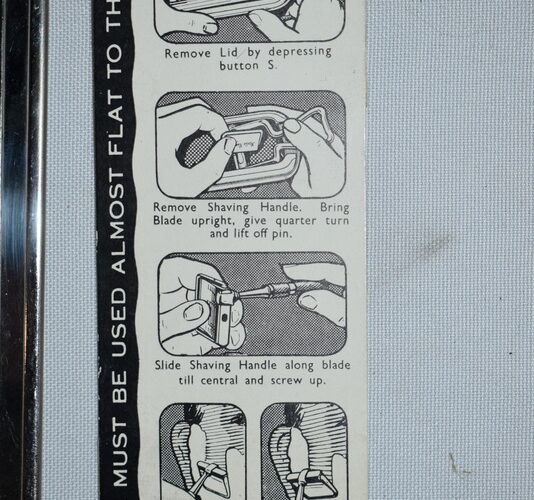 MUST BE USED ALMOST FLAT TO TH
Remove Lid by depressing
button S.
Remove Shaving Handle. Bring
Blade upright, give quarter turn
and lift off pin.
Slide Shaving Handle along blade
till central and screw up.